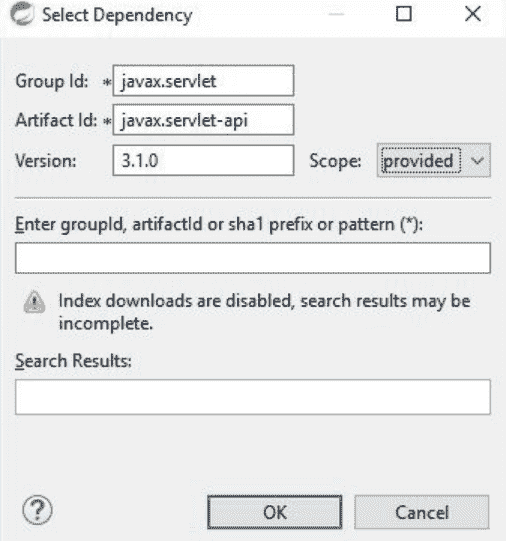 Select Dependency
Group Id: * javax.servlet
Artifact Id: * javax.servlet-api
Version: 3.1.0 Scope: provided
Enter groupId, artifactId or sha1 prefix or pattern (*):
Index downloads are disabled, search results may be
incomplete.
Search Results:
? OK Cancel